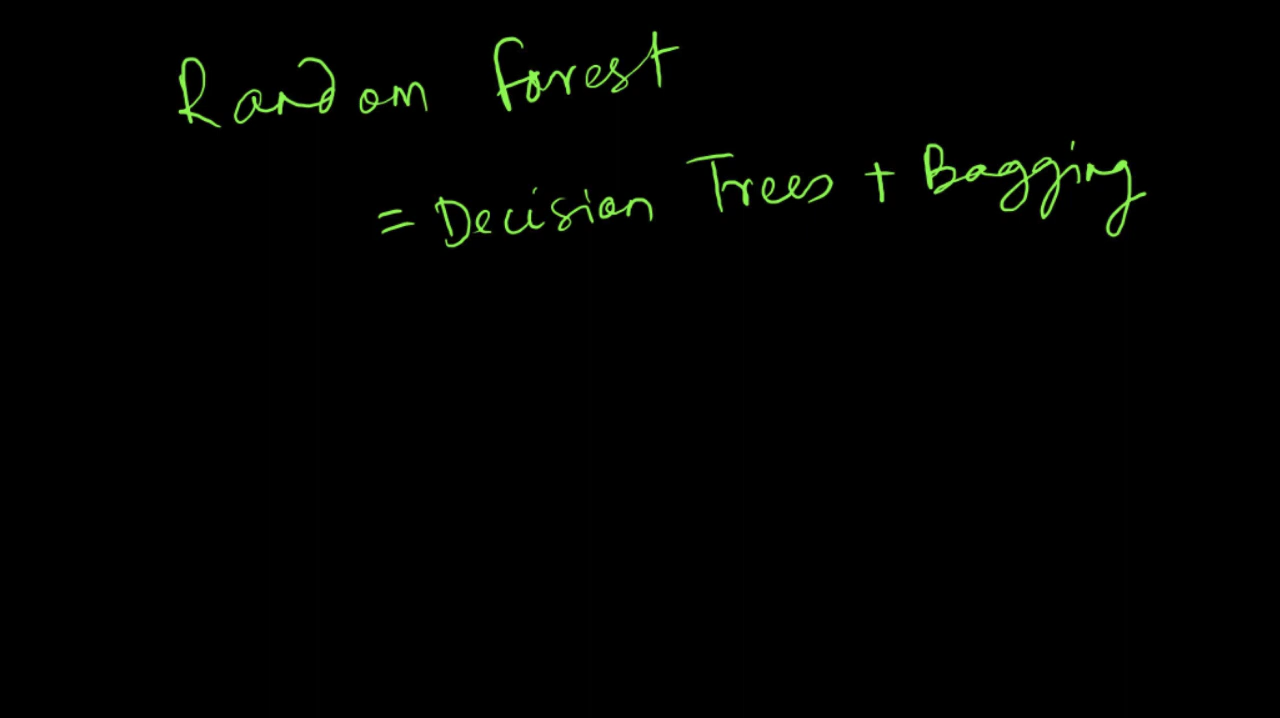 Random Forest
= Decision Trees + Bagging